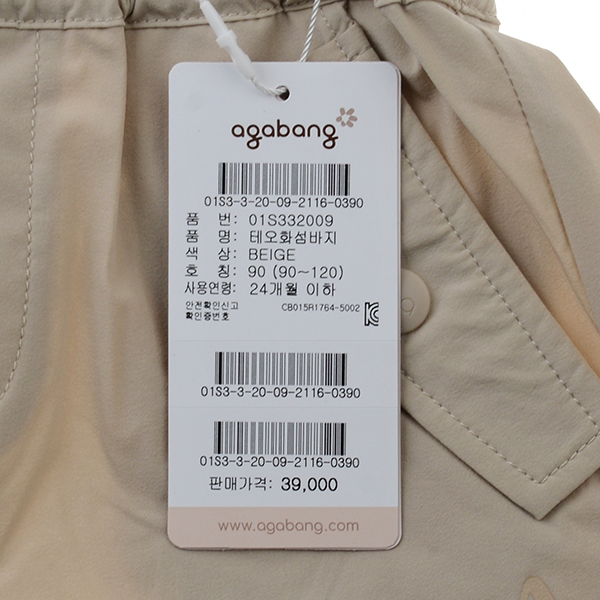 agabang
01S3-3-20-09-2116-0390
품 번: 01S332009
품 명: 테오화섬바지
색 상: BEIGE
호 칭: 90 (90~120)
사용연령: 24개월 이하
안전확인신고 확인증번호 CB015R1764-5002
01S3-3-20-09-2116-0390
01S3-3-20-09-2116-0390
판매가격: 39,000
www.agabang.com